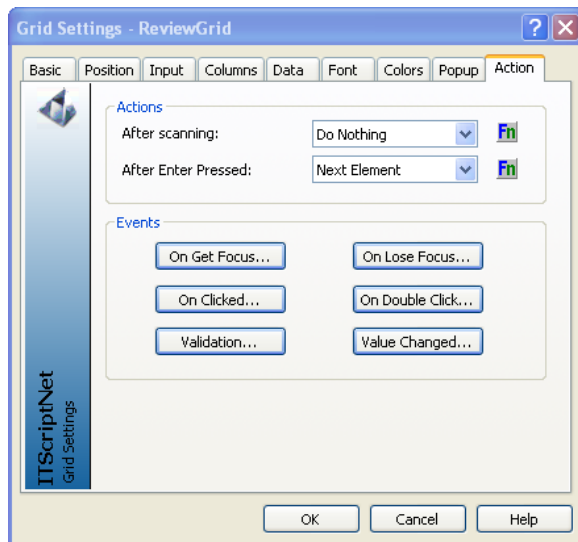 Grid Settings - ReviewGrid
Basic Position Input Columns Data Font Colors Popup Action
Actions
After scanning: Do Nothing Fn
After Enter Pressed: Next Element Fn
Events
On Get Focus... On Lose Focus...
On Clicked... On Double Click...
Validation... Value Changed...
ITScriptNet
Grid Settings
OK Cancel Help